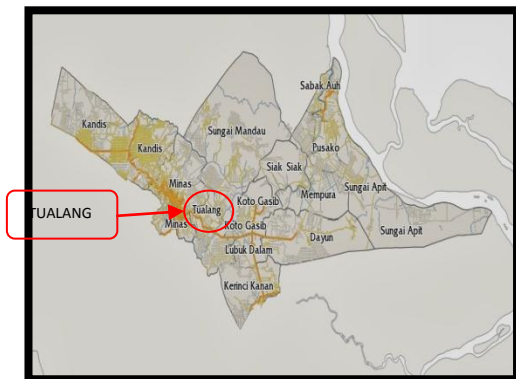 Sabak Auh
Kandis
Sungai Mandau
Kandis
Pusako
Siak Siak
Minas
Mempura
Sungai Apit
TUALANG
Tualang
Koto Gasib
Minas
Koto Gasib
Dayun
Sungai Apit
Lubuk Dalam
Kerinci Kanan